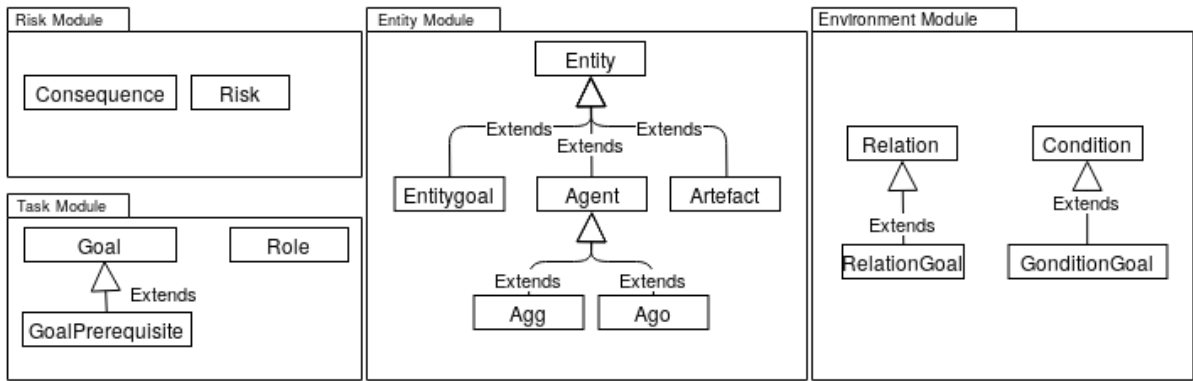 Risk Module
Consequence
Risk
Task Module
Goal
Role
Extends
GoalPrerequisite
Entity Module
Entity
Extends
Extends
Extends
Entitygoal
Agent
Artefact
Extends
Extends
Agg
Ago
Environment Module
Relation
Condition
Extends
Extends
RelationGoal
GonditionGoal